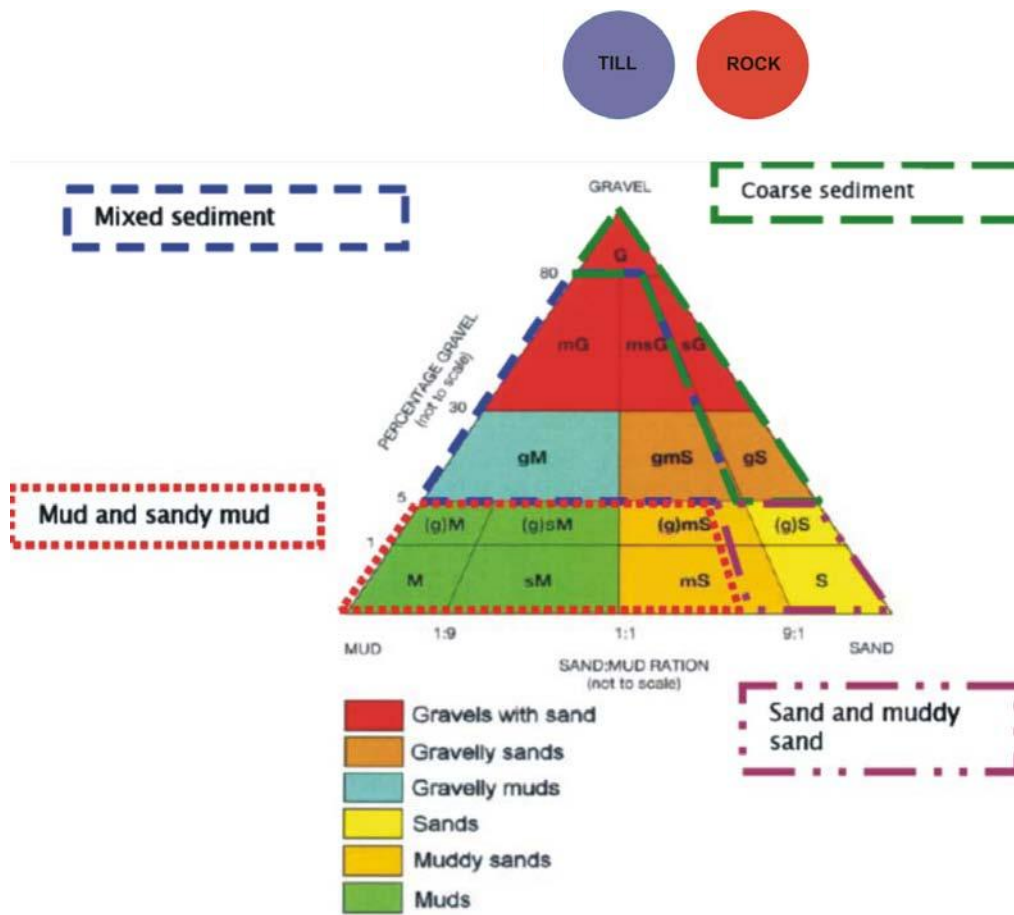 TILL
ROCK
Mixed sediment
GRAVEL
Coarse sediment
G
80
mG
msG
sG
PERCENTAGE GRAVEL
(not to scale)
30
gM
gmS
gS
5
Mud and sandy mud
(g)M
(g)sM
(g)mS
(g)S
1
M
sM
mS
S
1:9
1:1
9:1
MUD
SAND
SAND:MUD RATION
(not to scale)
Sand and muddy
sand
Gravels with sand
Gravelly sands
Gravelly muds
Sands
Muddy sands
Muds